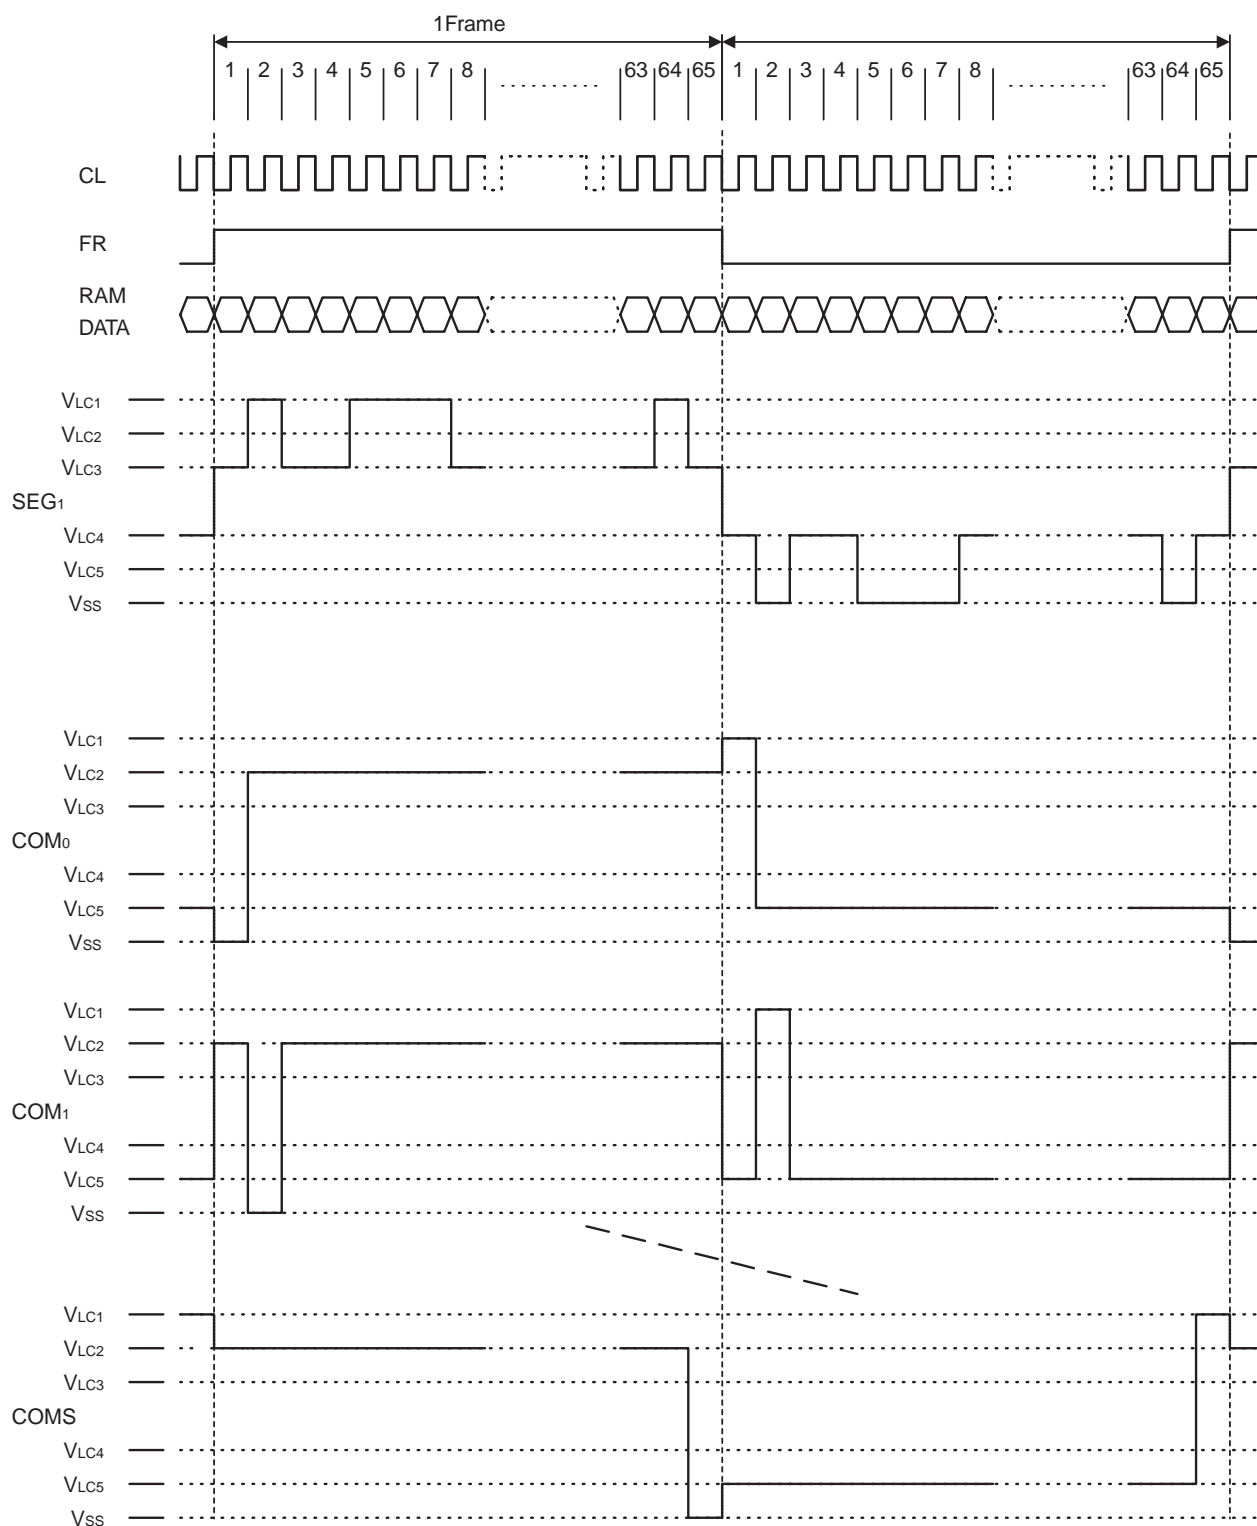 1Frame
1 2 3 4 5 6 7 8 63 64 65 1 2 3 4 5 6 7 8 63 64 65
CL
FR
RAM
DATA
VLC1
VLC2
VLC3
SEG1
VLC4
VLC5
VSS
VLC1
VLC2
VLC3
COM0
VLC4
VLC5
VSS
VLC1
VLC2
VLC3
COM1
VLC4
VLC5
VSS
VLC1
VLC2
VLC3
COMS
VLC4
VLC5
VSS